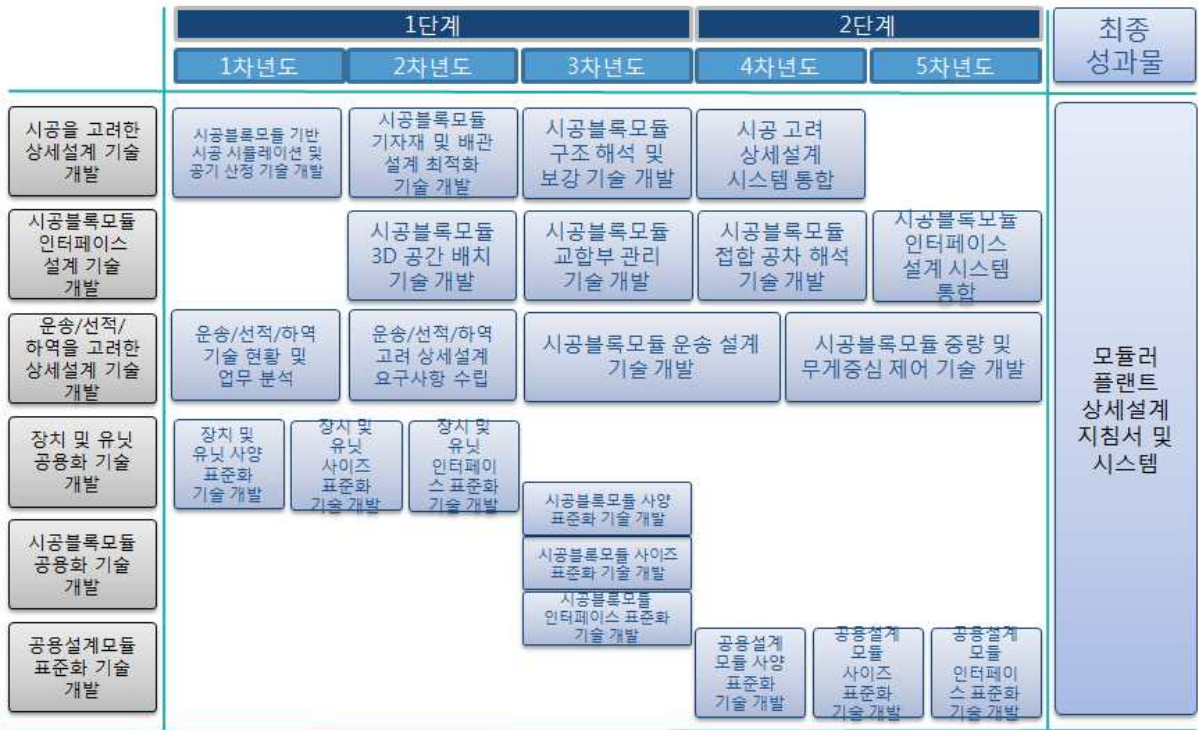 1단계
2단계
최종
성과물
1차년도
2차년도
3차년도
4차년도
5차년도
시공을 고려한
상세설계 기술
개발
시공블록모듈 기반
시공 시뮬레이션 및
공기 산정 기술 개발
시공블록모듈
기자재 및 배관
설계 최적화
기술 개발
시공블록모듈
구조 해석 및
보강 기술 개발
시공 고려
상세설계
시스템 통합
시공블록모듈
인터페이스
설계 기술
개발
시공블록모듈
3D 공간 배치
기술 개발
시공블록모듈
교합부 관리
기술 개발
시공블록모듈
접합 공차 해석
기술 개발
시공블록모듈
인터페이스
설계 시스템
통합
운송/선적/
하역을 고려한
상세설계 기술
개발
운송/선적/하역
기술 현황 및
업무 분석
운송/선적/하역
고려 상세설계
요구사항 수립
시공블록모듈 운송 설계
기술 개발
시공블록모듈 중량 및
무게중심 제어 기술 개발
장치 및 유닛
공용화 기술
개발
장치 및
유닛 사양
표준화
기술 개발
장치 및
유닛
사이즈
표준화
기술 개발
장치 및
유닛
인터페이
스 표준화
기술 개발
시공블록모듈
공용화 기술
개발
시공블록모듈 사양
표준화 기술 개발
시공블록모듈 사이즈
표준화 기술 개발
시공블록모듈
인터페이스 표준화
기술 개발
공용설계모듈
표준화 기술
개발
공용설계
모듈 사양
표준화
기술 개발
공용설계
모듈
사이즈
표준화
기술 개발
공용설계
모듈
인터페이
스 표준화
기술 개발
모듈러
플랜트
상세설계
지침서 및
시스템